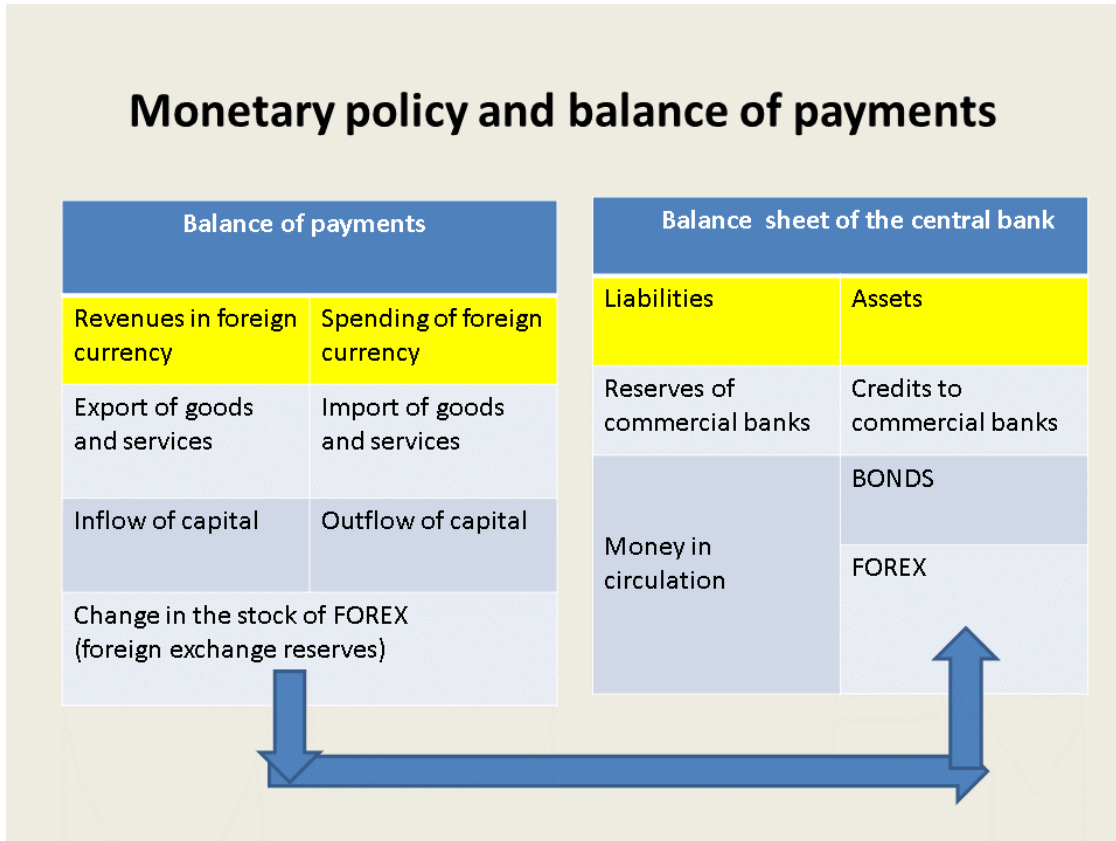 Monetary policy and balance of payments
Balance of payments
Revenues in foreign
currency
Spending of foreign
currency
Export of goods
and services
Import of goods
and services
Inflow of capital
Outflow of capital
Change in the stock of FOREX
(foreign exchange reserves)
Balance sheet of the central bank
Liabilities
Assets
Reserves of
commercial banks
Credits to
commercial banks
Money in
circulation
BONDS
FOREX